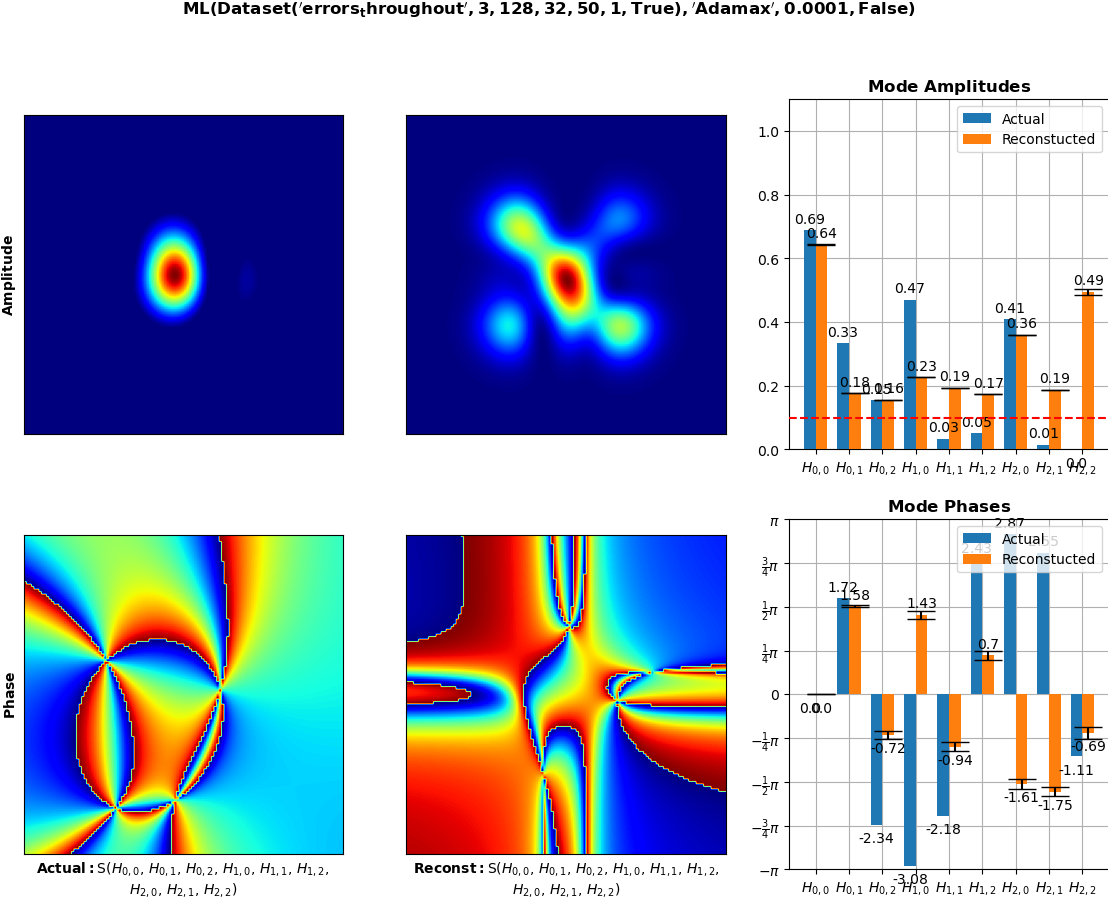 ML(Dataset('errors_throughout', 3, 128, 32, 50, 1, True), 'Adamax', 0.0001, False)
Amplitude
Mode Amplitudes
Actual
Reconstucted
1.0
0.8
0.6
0.4
0.2
0.0
0.69
0.64
0.33
0.18
0.15
0.16
0.47
0.23
0.03
0.19
0.05
0.17
0.41
0.36
0.01
0.19
0.0
0.49
H0,0 H0,1 H0,2 H1,0 H1,1 H1,2 H2,0 H2,1 H2,2
Phase
Mode Phases
Actual
Reconstucted
π
3/4π
1/2π
1/4π
0
−1/4π
−1/2π
−3/4π
−π
0.0
0.0
1.72
1.58
-2.34
-0.72
-3.08
1.43
-2.18
-0.94
2.43
0.7
2.87
-1.61
-1.75
-1.11
-0.69
H0,0 H0,1 H0,2 H1,0 H1,1 H1,2 H2,0 H2,1 H2,2
Actual: S(H0,0, H0,1, H0,2, H1,0, H1,1, H1,2,
H2,0, H2,1, H2,2)
Reconst: S(H0,0, H0,1, H0,2, H1,0, H1,1, H1,2,
H2,0, H2,1, H2,2)